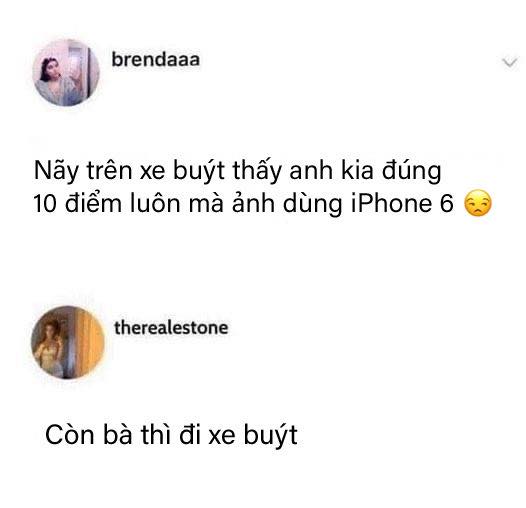 brendaaa
Nãy trên xe buýt thấy anh kia đúng
10 điểm luôn mà ảnh dùng iPhone 6 😒
therealestone
Còn bà thì đi xe buýt